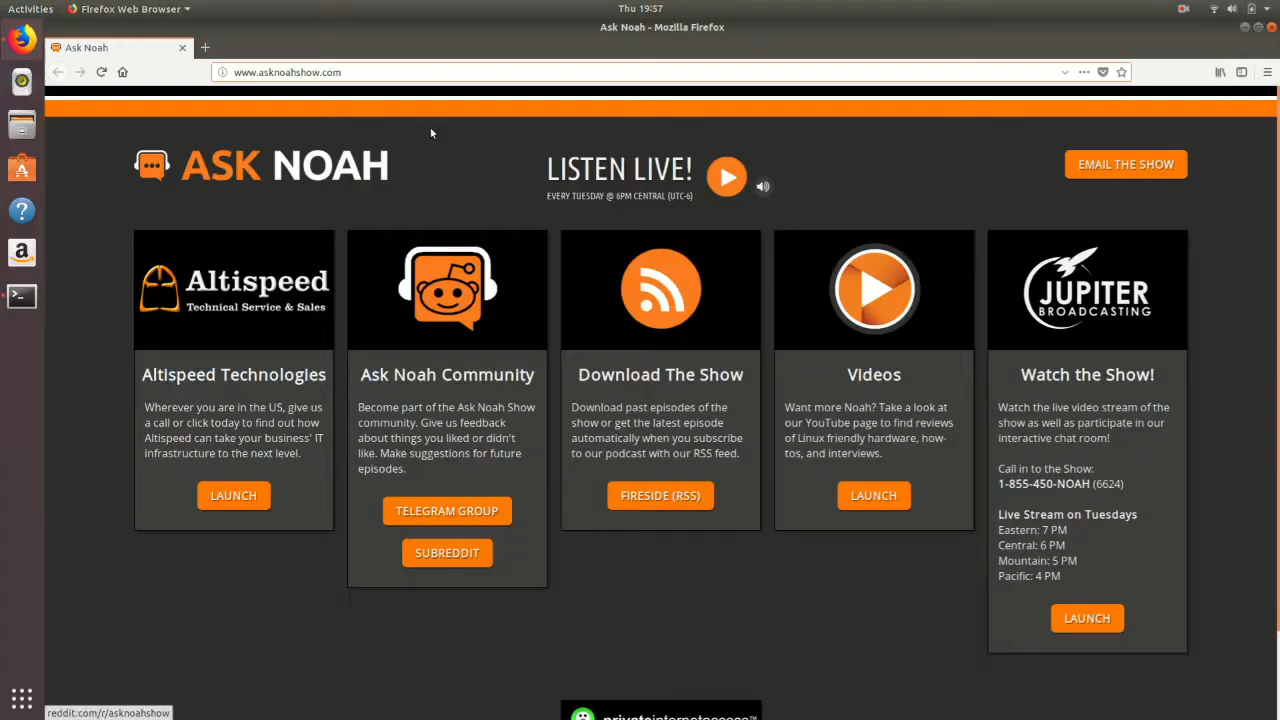 Activities
Firefox Web Browser
Thu 19:57
Ask Noah - Mozilla Firefox
Ask Noah
www.asknoahshow.com
ASK NOAH
LISTEN LIVE!
EVERY TUESDAY @ 6PM CENTRAL (UTC-6)
EMAIL THE SHOW
Altispeed
Technical Service & Sales
Altispeed Technologies
Wherever you are in the US, give us
a call or click today to find out how
Altispeed can take your business' IT
infrastructure to the next level.
LAUNCH
Ask Noah Community
Become part of the Ask Noah Show
community. Give us feedback
about things you liked or didn't
like. Make suggestions for future
episodes.
TELEGRAM GROUP
SUBREDDIT
Download The Show
Download past episodes of the
show or get the latest episode
automatically when you subscribe
to our podcast with our RSS feed.
FIRESIDE (RSS)
Videos
Want more Noah? Take a look at
our YouTube page to find reviews
of Linux friendly hardware, how-
tos, and interviews.
LAUNCH
JUPITER
BROADCASTING
Watch the Show!
Watch the live video stream of the
show as well as participate in our
interactive chat room!
Call in to the Show:
1-855-450-NOAH (6624)
Live Stream on Tuesdays
Eastern: 7 PM
Central: 6 PM
Mountain: 5 PM
Pacific: 4 PM
LAUNCH
reddit.com/r/asknoahshow
privateinternetaccess™